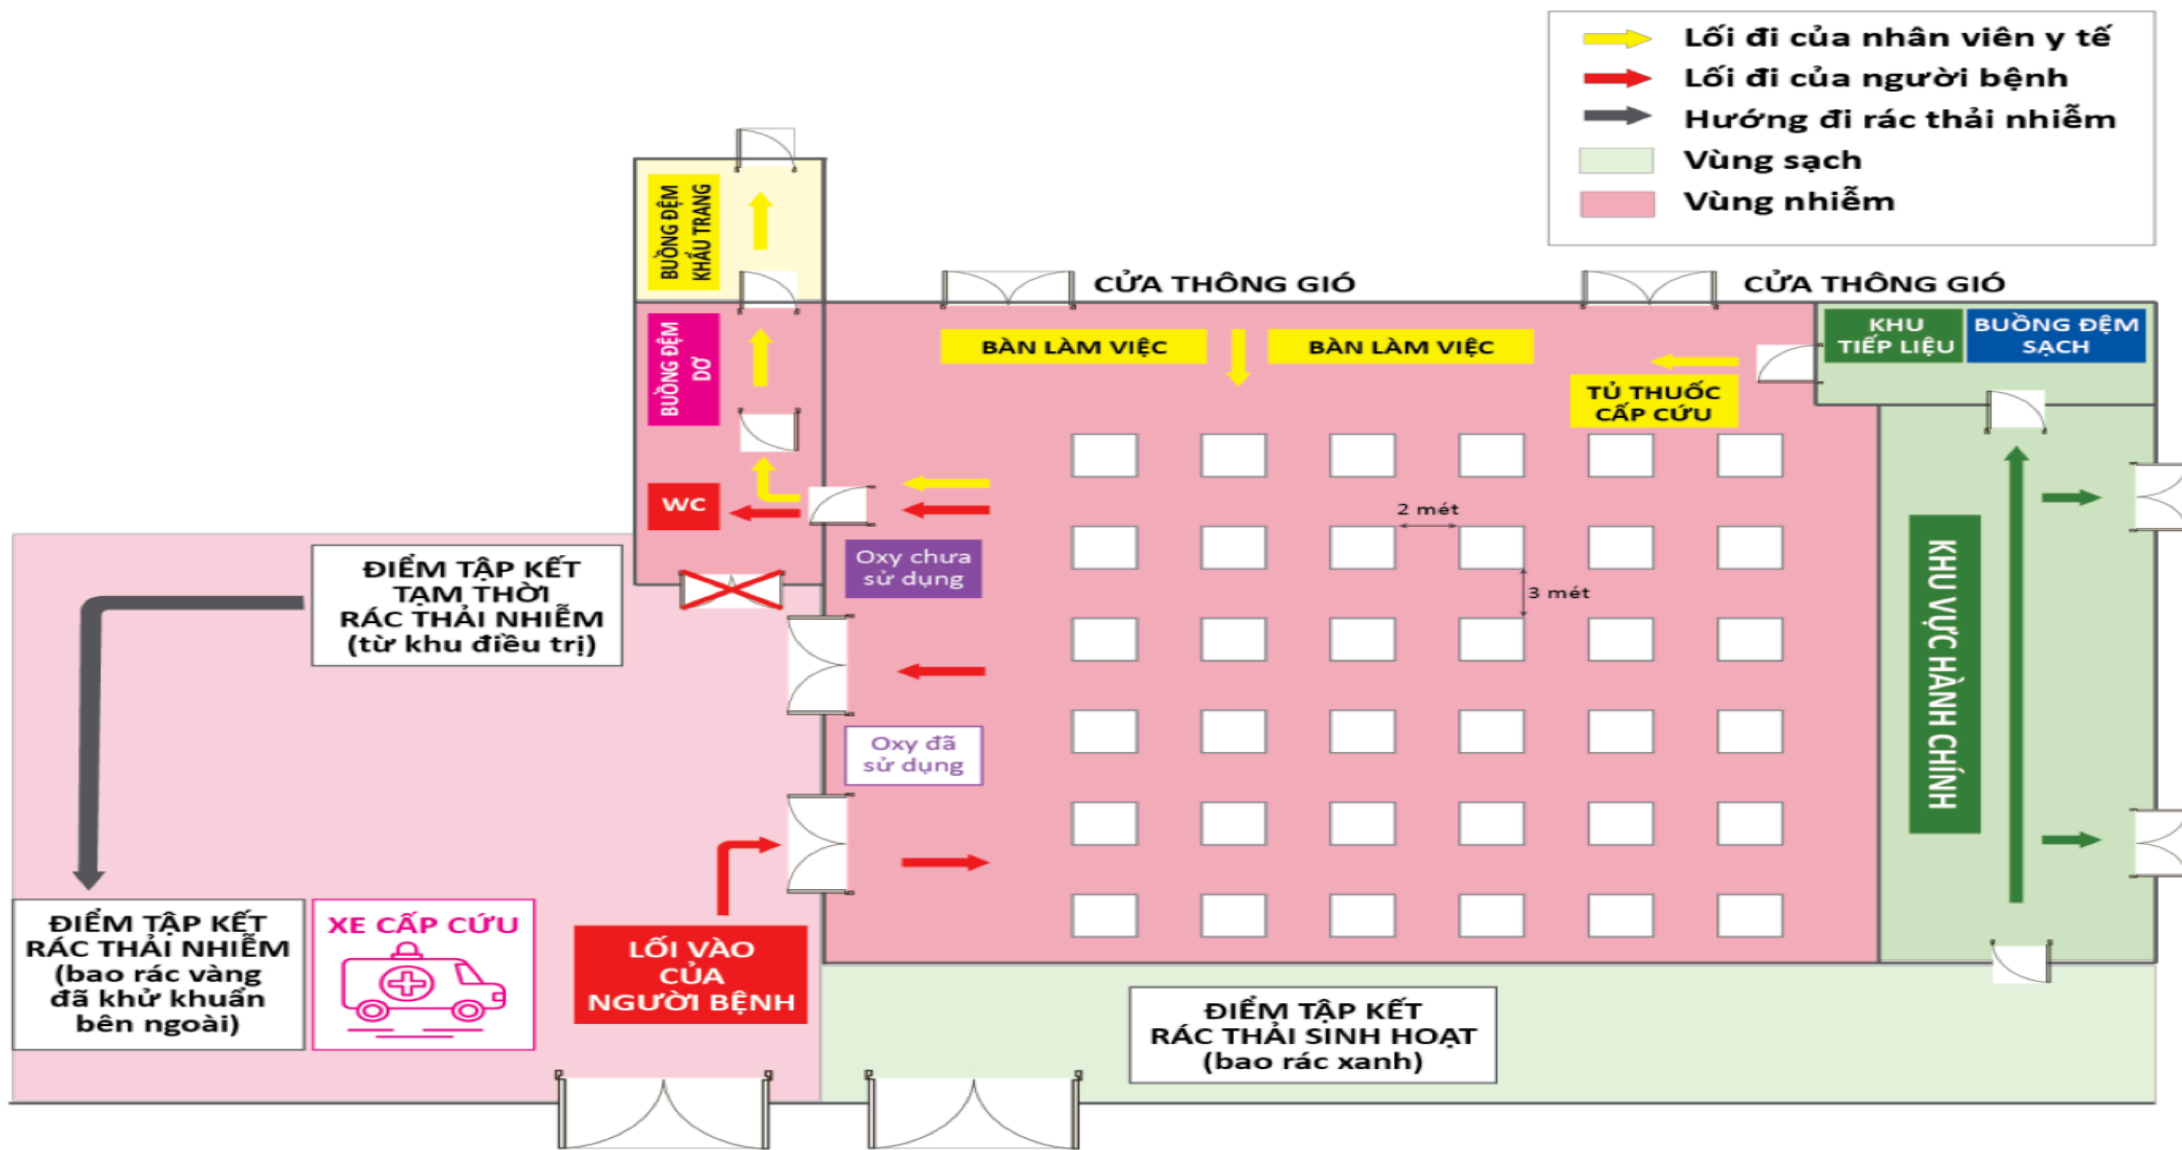 Lối đi của nhân viên y tế
Lối đi của người bệnh
Hướng đi rác thải nhiễm
Vùng sạch
Vùng nhiễm
BUỒNG ĐỆM
KHẨU TRANG
CỬA THÔNG GIÓ
CỬA THÔNG GIÓ
BUỒNG ĐỆM
DƠ
BÀN LÀM VIỆC
BÀN LÀM VIỆC
KHU
TIẾP LIỆU
BUỒNG ĐỆM
SẠCH
TỦ THUỐC
CẤP CỨU
WC
2 mét
3 mét
Oxy chưa
sử dụng
ĐIỂM TẬP KẾT
TẠM THỜI
RÁC THẢI NHIỄM
(từ khu điều trị)
KHU VỰC HÀNH CHÍNH
Oxy đã
sử dụng
ĐIỂM TẬP KẾT
RÁC THẢI NHIỄM
(bao rác vàng
đã khử khuẩn
bên ngoài)
XE CẤP CỨU
LỐI VÀO
CỦA
NGƯỜI BỆNH
ĐIỂM TẬP KẾT
RÁC THẢI SINH HOẠT
(bao rác xanh)